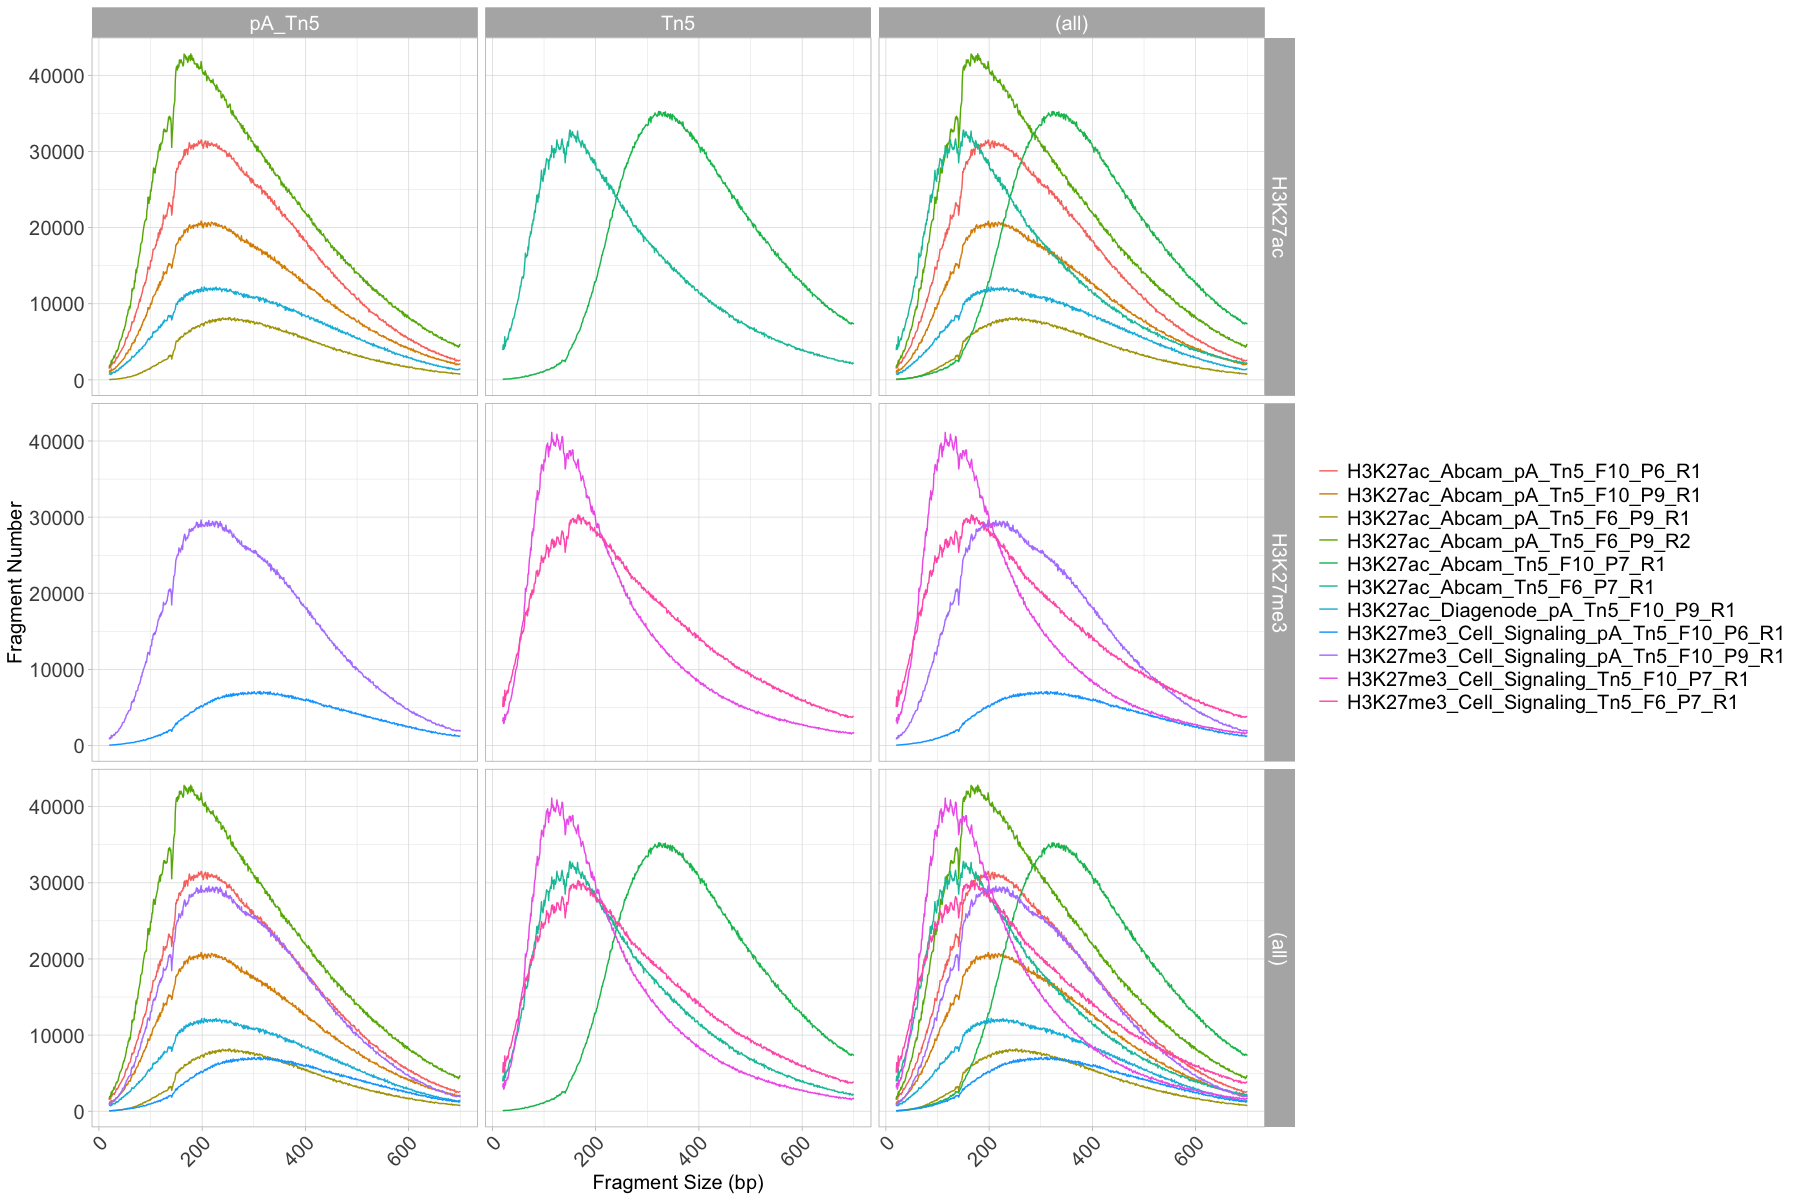 pA_Tn5
Tn5
(all)
40000
30000
20000
10000
0
H3K27ac
40000
30000
20000
10000
0
H3K27me3
40000
30000
20000
10000
0
(all)
Fragment Number
0
200
400
600
0
200
400
600
0
200
400
600
Fragment Size (bp)
H3K27ac_Abcam_pA_Tn5_F10_P6_R1
H3K27ac_Abcam_pA_Tn5_F10_P9_R1
H3K27ac_Abcam_pA_Tn5_F6_P9_R1
H3K27ac_Abcam_pA_Tn5_F6_P9_R2
H3K27ac_Abcam_Tn5_F10_P7_R1
H3K27ac_Abcam_Tn5_F6_P7_R1
H3K27ac_Diagenode_pA_Tn5_F10_P9_R1
H3K27me3_Cell_Signaling_pA_Tn5_F10_P6_R1
H3K27me3_Cell_Signaling_pA_Tn5_F10_P9_R1
H3K27me3_Cell_Signaling_Tn5_F10_P7_R1
H3K27me3_Cell_Signaling_Tn5_F6_P7_R1